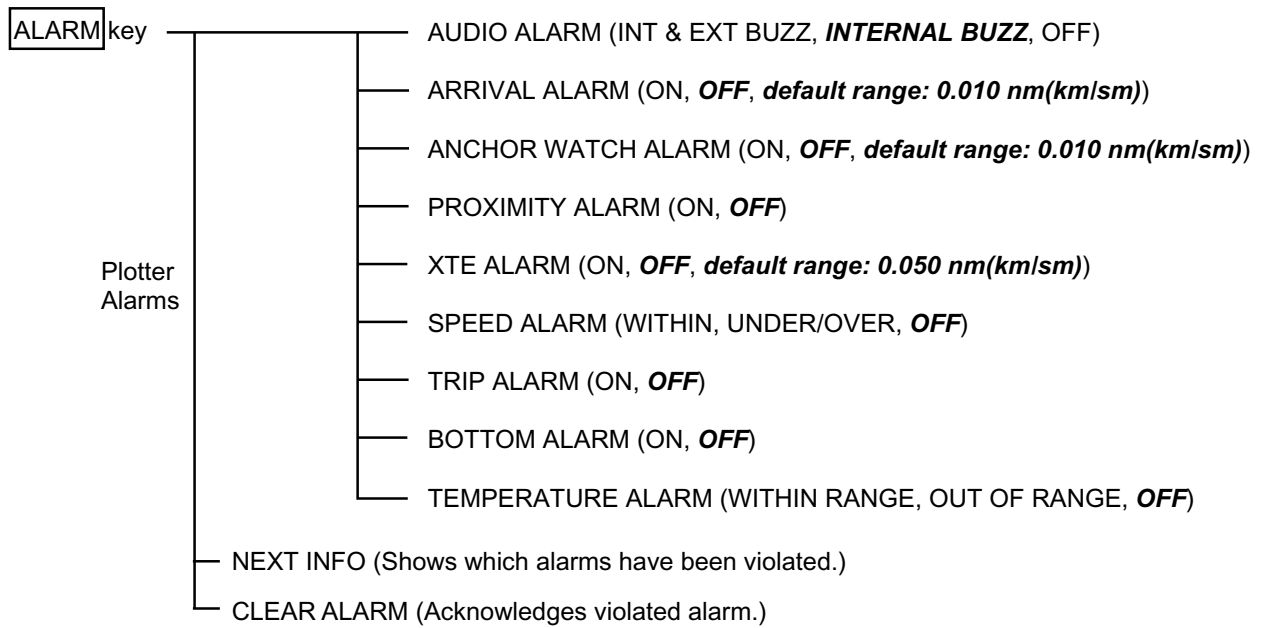 ALARM key
AUDIO ALARM (INT & EXT BUZZ, INTERNAL BUZZ, OFF)
ARRIVAL ALARM (ON, OFF, default range: 0.010 nm(km/sm))
ANCHOR WATCH ALARM (ON, OFF, default range: 0.010 nm(km/sm))
PROXIMITY ALARM (ON, OFF)
Plotter
Alarms
XTE ALARM (ON, OFF, default range: 0.050 nm(km/sm))
SPEED ALARM (WITHIN, UNDER/OVER, OFF)
TRIP ALARM (ON, OFF)
BOTTOM ALARM (ON, OFF)
TEMPERATURE ALARM (WITHIN RANGE, OUT OF RANGE, OFF)
NEXT INFO (Shows which alarms have been violated.)
CLEAR ALARM (Acknowledges violated alarm.)